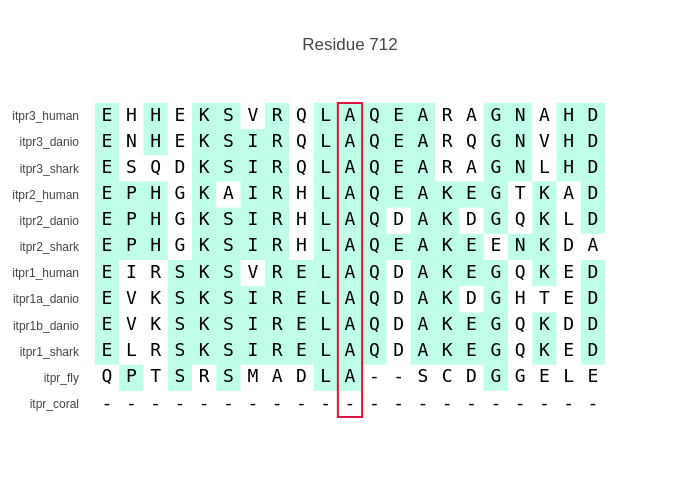 Residue 712
itpr3_human E H H E K S V R Q L A Q E A R A G N A H D
itpr3_danio E N H E K S I R Q L A Q E A R Q G N V H D
itpr3_shark E S Q D K S I R Q L A Q E A R A G N L H D
itpr2_human E P H G K A I R H L A Q E A K E G T K A D
itpr2_danio E P H G K S I R H L A Q D A K D G Q K L D
itpr2_shark E P H G K S I R H L A Q E A K E E N K D A
itpr1_human E I R S K S V R E L A Q D A K E G Q K E D
itpr1a_danio E V K S K S I R E L A Q D A K D G H T E D
itpr1b_danio E V K S K S I R E L A Q D A K E G Q K D D
itpr1_shark E L R S K S I R E L A Q D A K E G Q K E D
itpr_fly Q P T S R S M A D L A - - S C D G G E L E
itpr_coral - - - - - - - - - - - - - - - - - - - - -